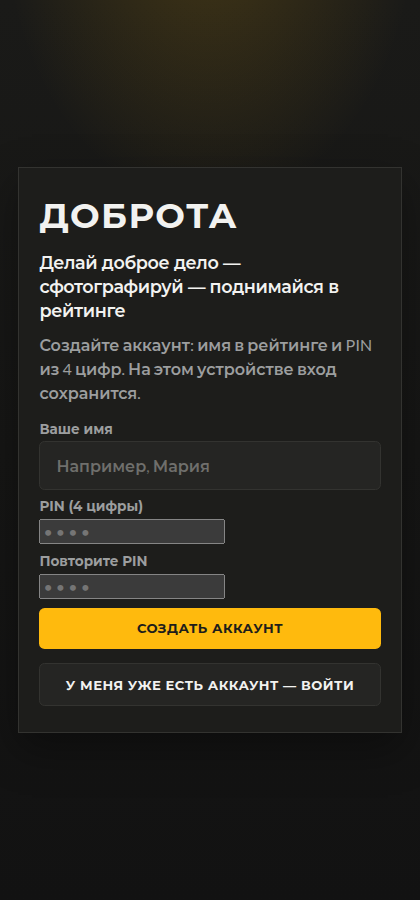 ДОБРОТА
Делай доброе дело —
сфотографируй — поднимайся в
рейтинге
Создайте аккаунт: имя в рейтинге и PIN
из 4 цифр. На этом устройстве вход
сохранится.
Ваше имя
Например, Мария
PIN (4 цифры)
● ● ● ●
Повторите PIN
● ● ● ●
СОЗДАТЬ АККАУНТ
У МЕНЯ УЖЕ ЕСТЬ АККАУНТ — ВОЙТИ